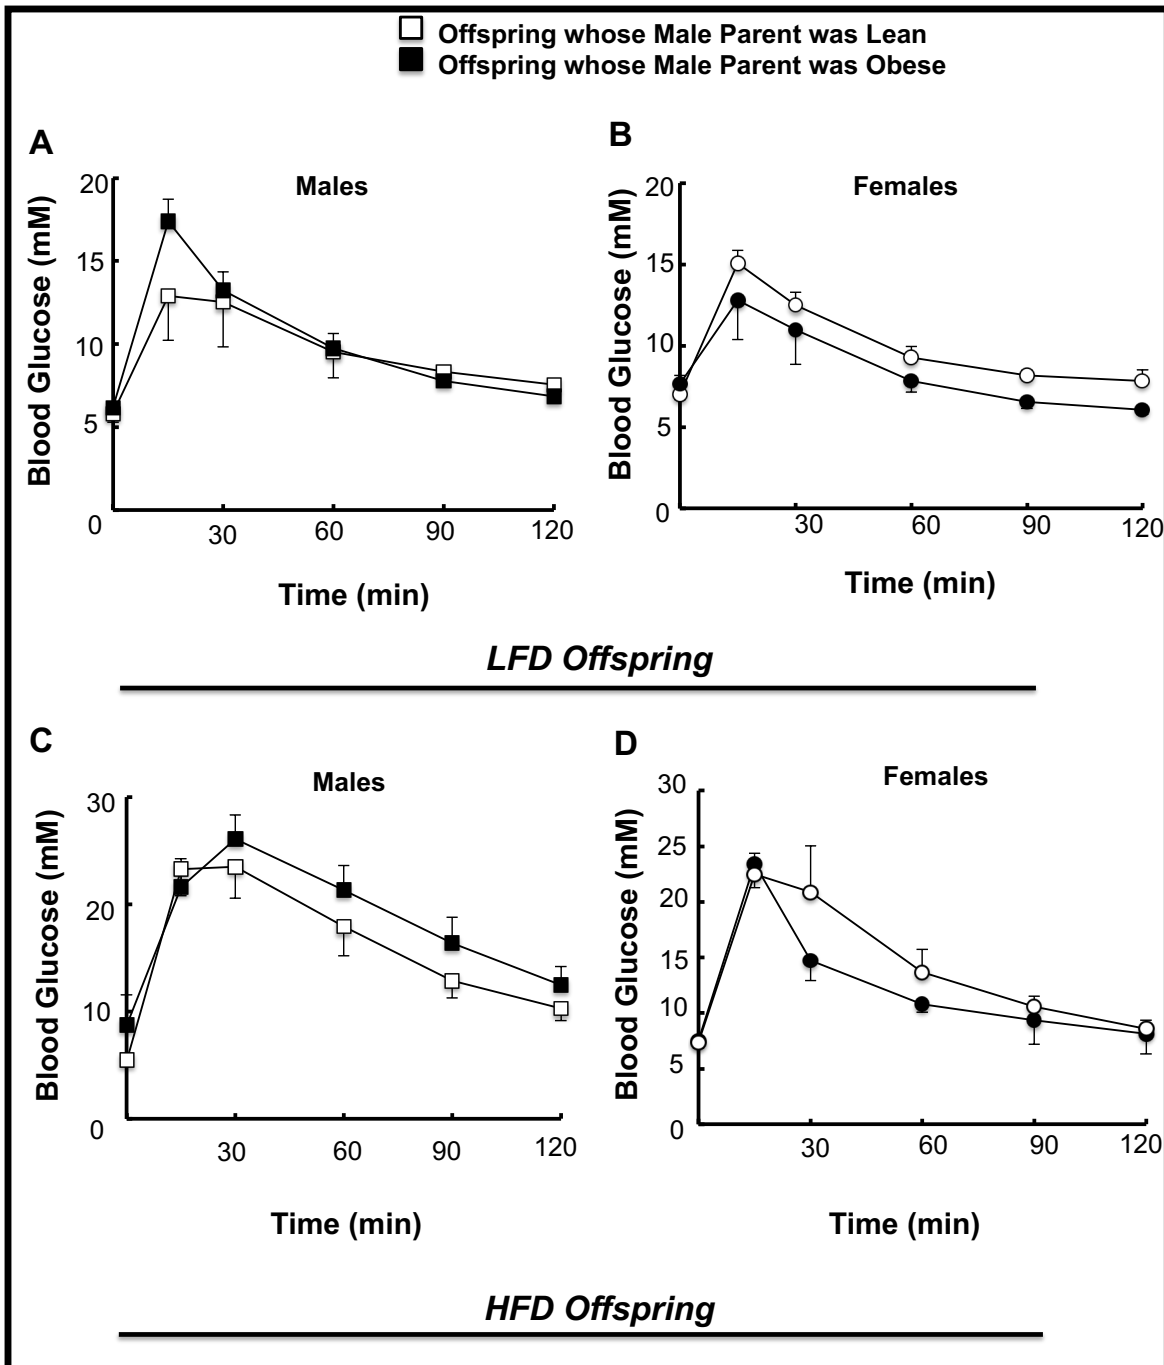 Offspring whose Male Parent was Lean
Offspring whose Male Parent was Obese
A
Males
Blood Glucose (mM)
20
15
10
5
0
30 60 90 120
Time (min)
B
Females
Blood Glucose (mM)
20
15
10
5
0
30 60 90 120
Time (min)
LFD Offspring
C
Males
Blood Glucose (mM)
30
20
10
0
30 60 90 120
Time (min)
D
Females
Blood Glucose (mM)
30
25
20
15
10
5
0
30 60 90 120
Time (min)
HFD Offspring